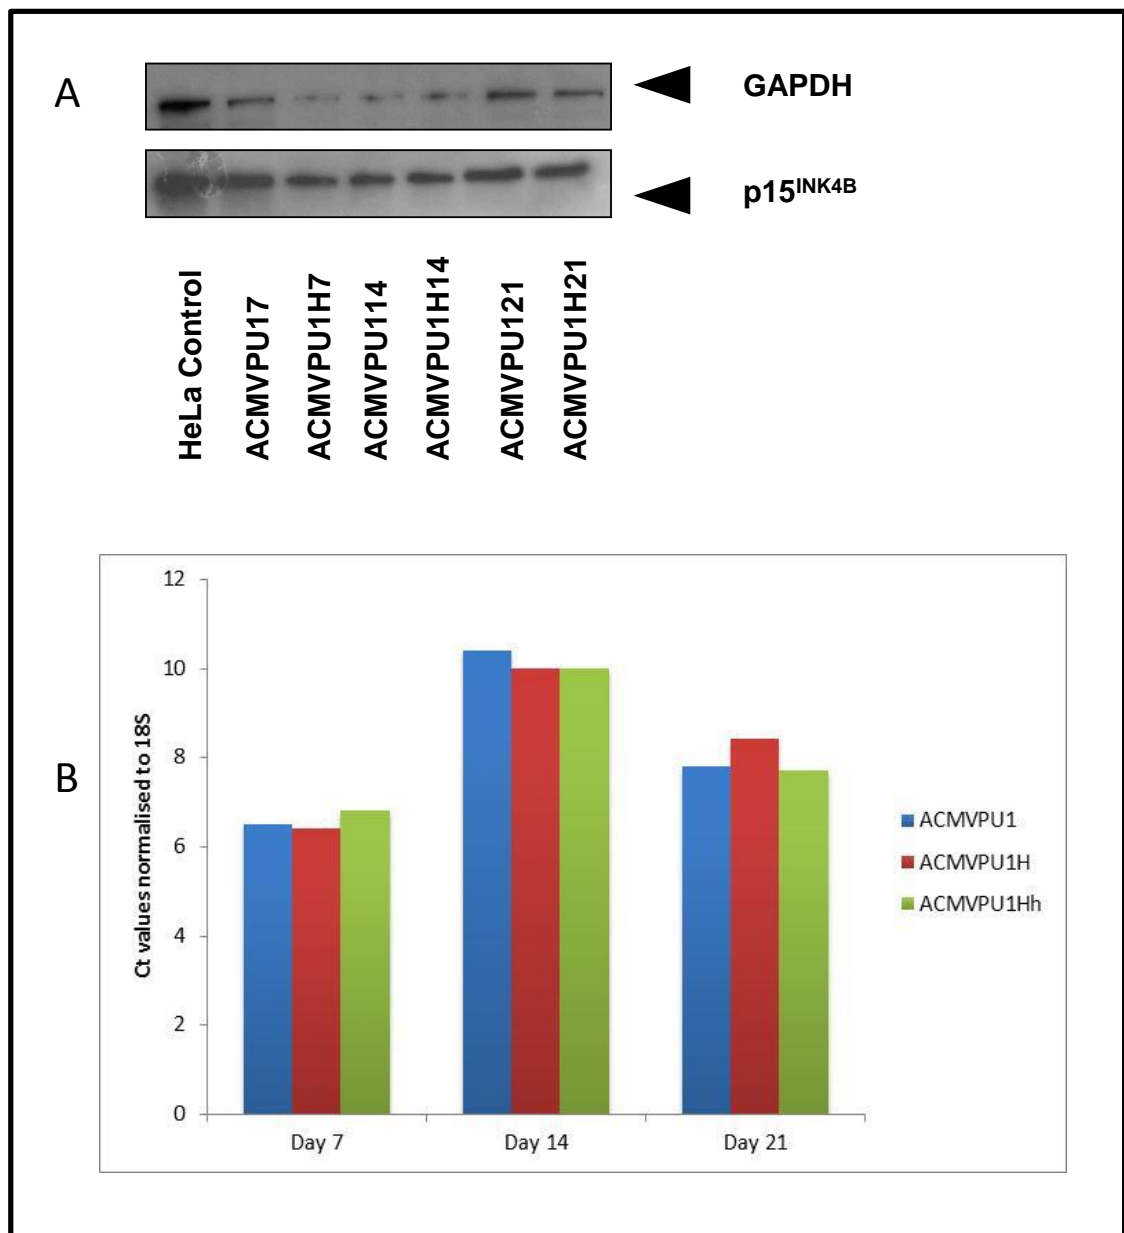 A
GAPDH
p15INK4B
HeLa Control
ACMVPU17
ACMVPU1H7
ACMVPU114
ACMVPU1H14
ACMVPU121
ACMVPU1H21
B
Ct values normalised to 18S
12
10
8
6
4
2
0
Day 7
Day 14
Day 21
ACMVPU1
ACMVPU1H
ACMVPU1Hh